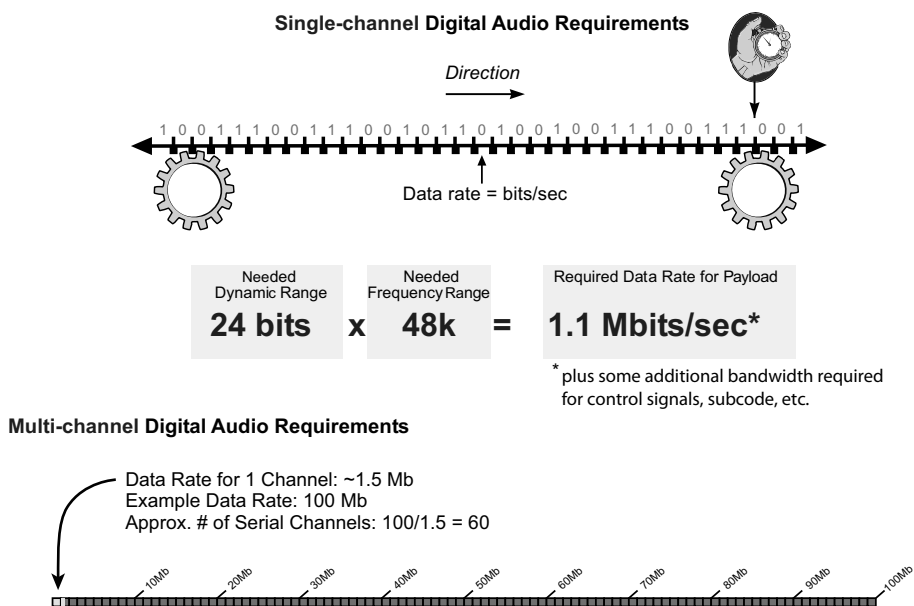 Single-channel Digital Audio Requirements
Direction
1 0 0 1 1 1 0 0 1 1 1 0 0 1 0 1 1 0 1 0 0 1 0 0 1 1 1 0 0 1 1 1 0 0 1
Data rate = bits/sec
Needed
Dynamic Range
24 bits
x
Needed
Frequency Range
48k
=
Required Data Rate for Payload
1.1 Mbits/sec*
* plus some additional bandwidth required
for control signals, subcode, etc.
Multi-channel Digital Audio Requirements
Data Rate for 1 Channel: ~1.5 Mb
Example Data Rate: 100 Mb
Approx. # of Serial Channels: 100/1.5 = 60
10Mb 20Mb 30Mb 40Mb 50Mb 60Mb 70Mb 80Mb 90Mb 100Mb